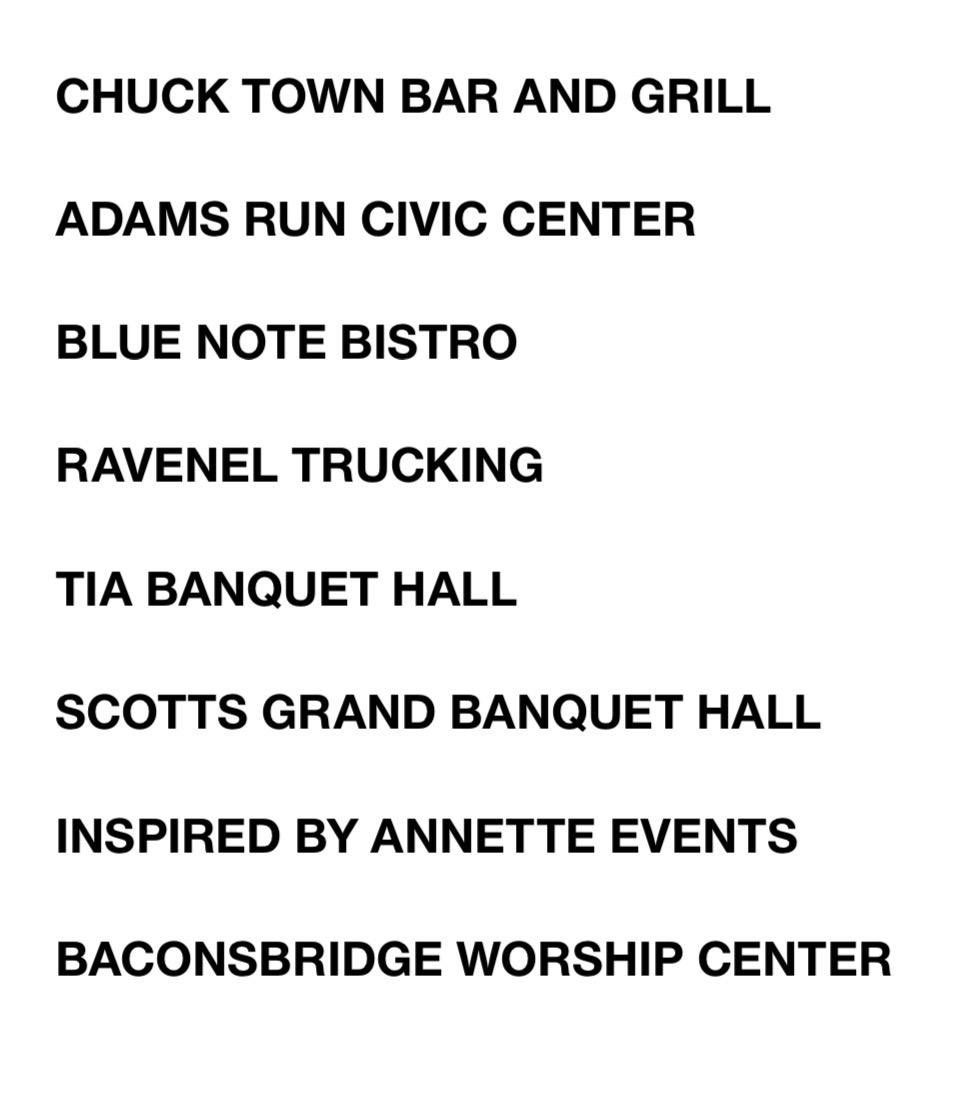 CHUCK TOWN BAR AND GRILL
ADAMS RUN CIVIC CENTER
BLUE NOTE BISTRO
RAVENEL TRUCKING
TIA BANQUET HALL
SCOTTS GRAND BANQUET HALL
INSPIRED BY ANNETTE EVENTS
BACONSBRIDGE WORSHIP CENTER